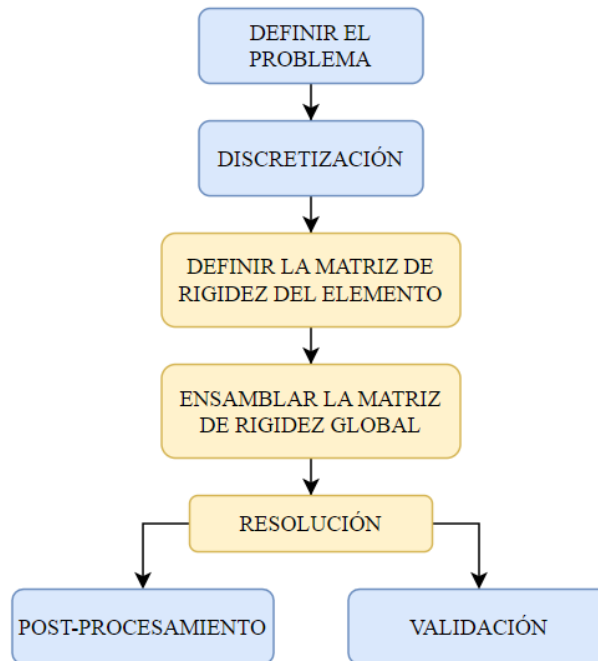 DEFINIR EL
PROBLEMA
DISCRETIZACIÓN
DEFINIR LA MATRIZ DE
RIGIDEZ DEL ELEMENTO
ENSAMBLAR LA MATRIZ
DE RIGIDEZ GLOBAL
RESOLUCIÓN
POST-PROCESAMIENTO
VALIDACIÓN